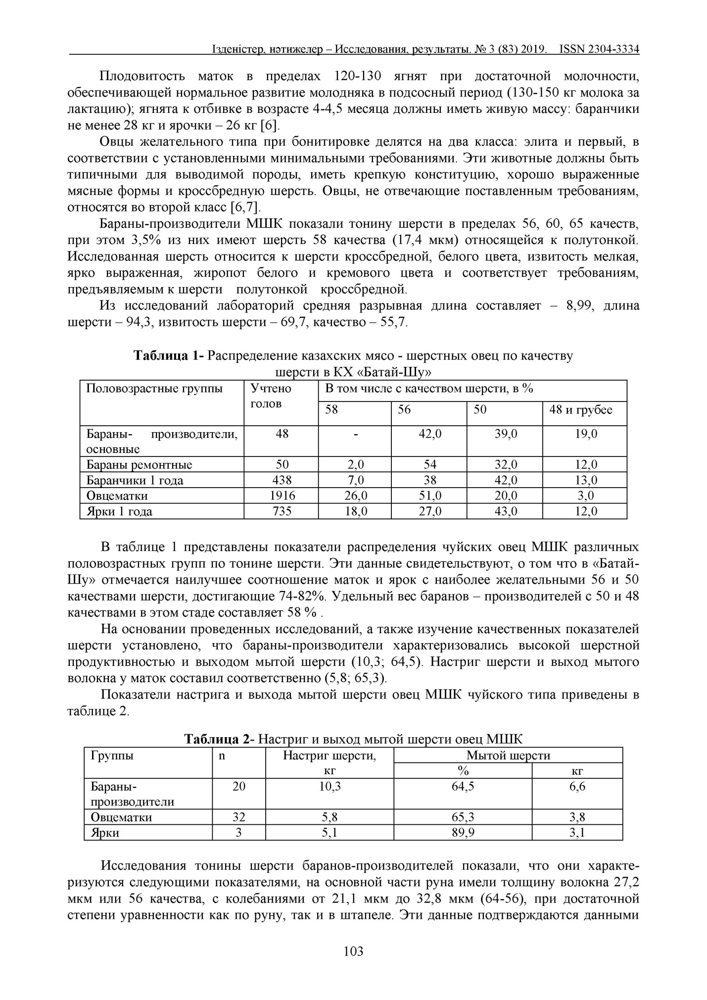 Ізденістер, нәтижелер – Исследования, результаты. № 3 (83) 2019. ISSN 2304-3334
Плодовитость маток в пределах 120-130 ягнят при достаточной молочности,
обеспечивающей нормальное развитие молодняка в подсосный период (130-150 кг молока за
лактацию); ягнята к отбивке в возрасте 4-4,5 месяца должны иметь живую массу: баранчики
не менее 28 кг и ярочки – 26 кг [6].
Овцы желательного типа при бонитировке делятся на два класса: элита и первый, в
соответствии с установленными минимальными требованиями. Эти животные должны быть
типичными для выводимой породы, иметь крепкую конституцию, хорошо выраженные
мясные формы и кроссбредную шерсть. Овцы, не отвечающие поставленным требованиям,
относятся во второй класс [6,7].
Бараны-производители МШК показали тонину шерсти в пределах 56, 60, 65 качеств,
при этом 3,5% из них имеют шерсть 58 качества (17,4 мкм) относящейся к полутонкой.
Исследованная шерсть относится к шерсти кроссбредной, белого цвета, извитость мелкая,
ярко выраженная, жиропот белого и кремового цвета и соответствует требованиям,
предъявляемым к шерсти полутонкой кроссбредной.
Из исследований лабораторий средняя разрывная длина составляет – 8,99, длина
шерсти – 94,3, извитость шерсти – 69,7, качество – 55,7.
Таблица 1- Распределение казахских мясо - шерстных овец по качеству
шерсти в КХ «Батай-Шу»
Половозрастные группы Учтено В том числе с качеством шерсти, в %
голов
58 56 50 48 и грубее
Бараны- производители, 48 - 42,0 39,0 19,0
основные
Бараны ремонтные 50 2,0 54 32,0 12,0
Баранчики 1 года 438 7,0 38 42,0 13,0
Овцематки 1916 26,0 51,0 20,0 3,0
Ярки 1 года 735 18,0 27,0 43,0 12,0
В таблице 1 представлены показатели распределения чуйских овец МШК различных
половозрастных групп по тонине шерсти. Эти данные свидетельствуют, о том что в «Батай-
Шу» отмечается наилучшее соотношение маток и ярок с наиболее желательными 56 и 50
качествами шерсти, достигающие 74-82%. Удельный вес баранов – производителей с 50 и 48
качествами в этом стаде составляет 58 % .
На основании проведенных исследований, а также изучение качественных показателей
шерсти установлено, что бараны-производители характеризовались высокой шерстной
продуктивностью и выходом мытой шерсти (10,3; 64,5). Настриг шерсти и выход мытого
волокна у маток составил соответственно (5,8; 65,3).
Показатели настрига и выхода мытой шерсти овец МШК чуйского типа приведены в
таблице 2.
Таблица 2- Настриг и выход мытой шерсти овец МШК
Группы n Настриг шерсти, Мытой шерсти
кг % кг
Бараны- 20 10,3 64,5 6,6
производители
Овцематки 32 5,8 65,3 3,8
Ярки 3 5,1 89,9 3,1
Исследования тонины шерсти баранов-производителей показали, что они характе-
ризуются следующими показателями, на основной части руна имели толщину волокна 27,2
мкм или 56 качества, с колебаниями от 21,1 мкм до 32,8 мкм (64-56), при достаточной
степени уравненности как по руну, так и в штапеле. Эти данные подтверждаются данными
103